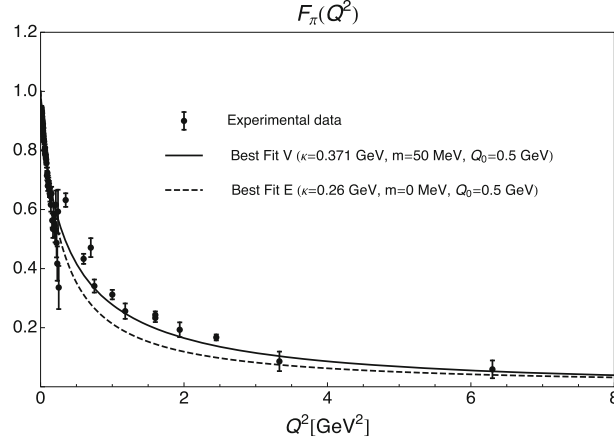 F_π(Q²)
1.2
1.0
0.8
0.6
0.4
0.2
Experimental data
Best Fit V (κ=0.371 GeV, m=50 MeV, Q₀=0.5 GeV)
Best Fit E (κ=0.26 GeV, m=0 MeV, Q₀=0.5 GeV)
0 2 4 6 8
Q²[GeV²]